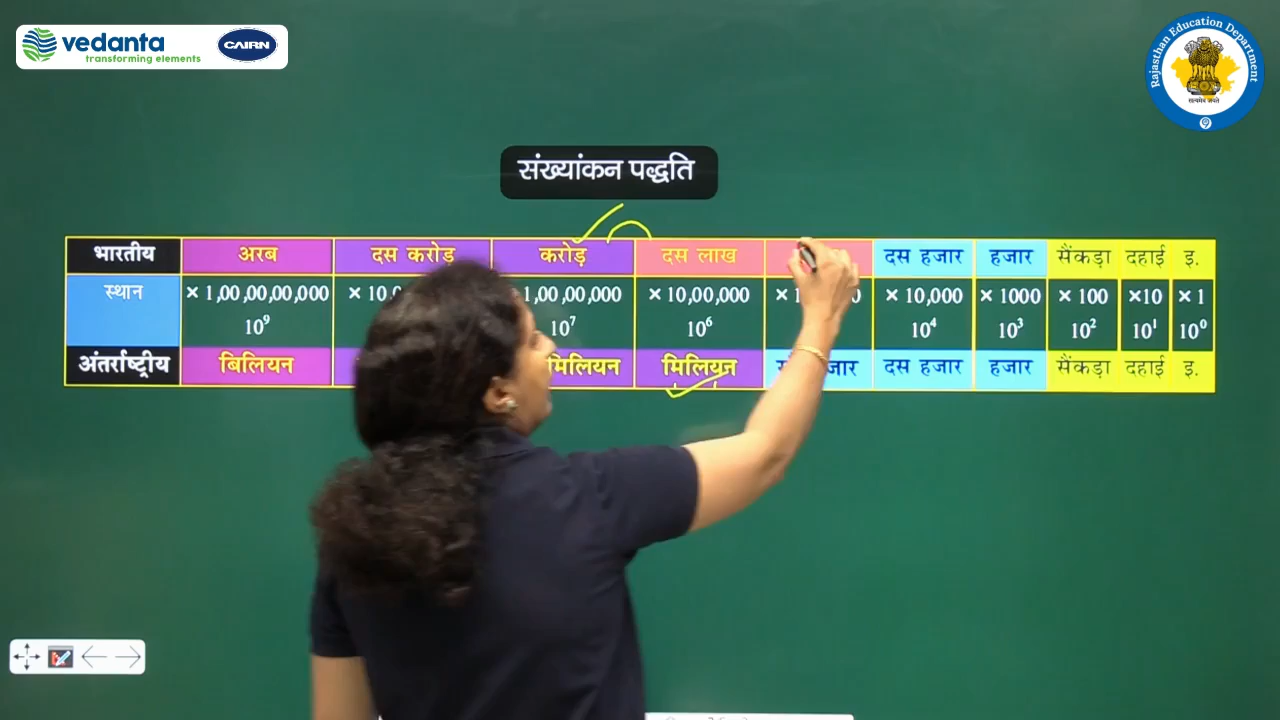 vedanta
transforming elements
CAIRN
Rajasthan Education Department
सत्यमेव जयते
संख्यांकन पद्धति
भारतीय अरब दस करोड़ करोड़ दस लाख दस हजार हजार सैंकड़ा दहाई इ.
स्थान × 1,00,00,00,000 × 1,00,00,000 × 10,00,000 × 10,000 × 1000 × 100 ×10 × 1
10⁹ 10⁷ 10⁶ 10⁴ 10³ 10² 10¹ 10⁰
अंतर्राष्ट्रीय बिलियन मिलियन मिलियन दस हजार हजार सैंकड़ा दहाई इ.